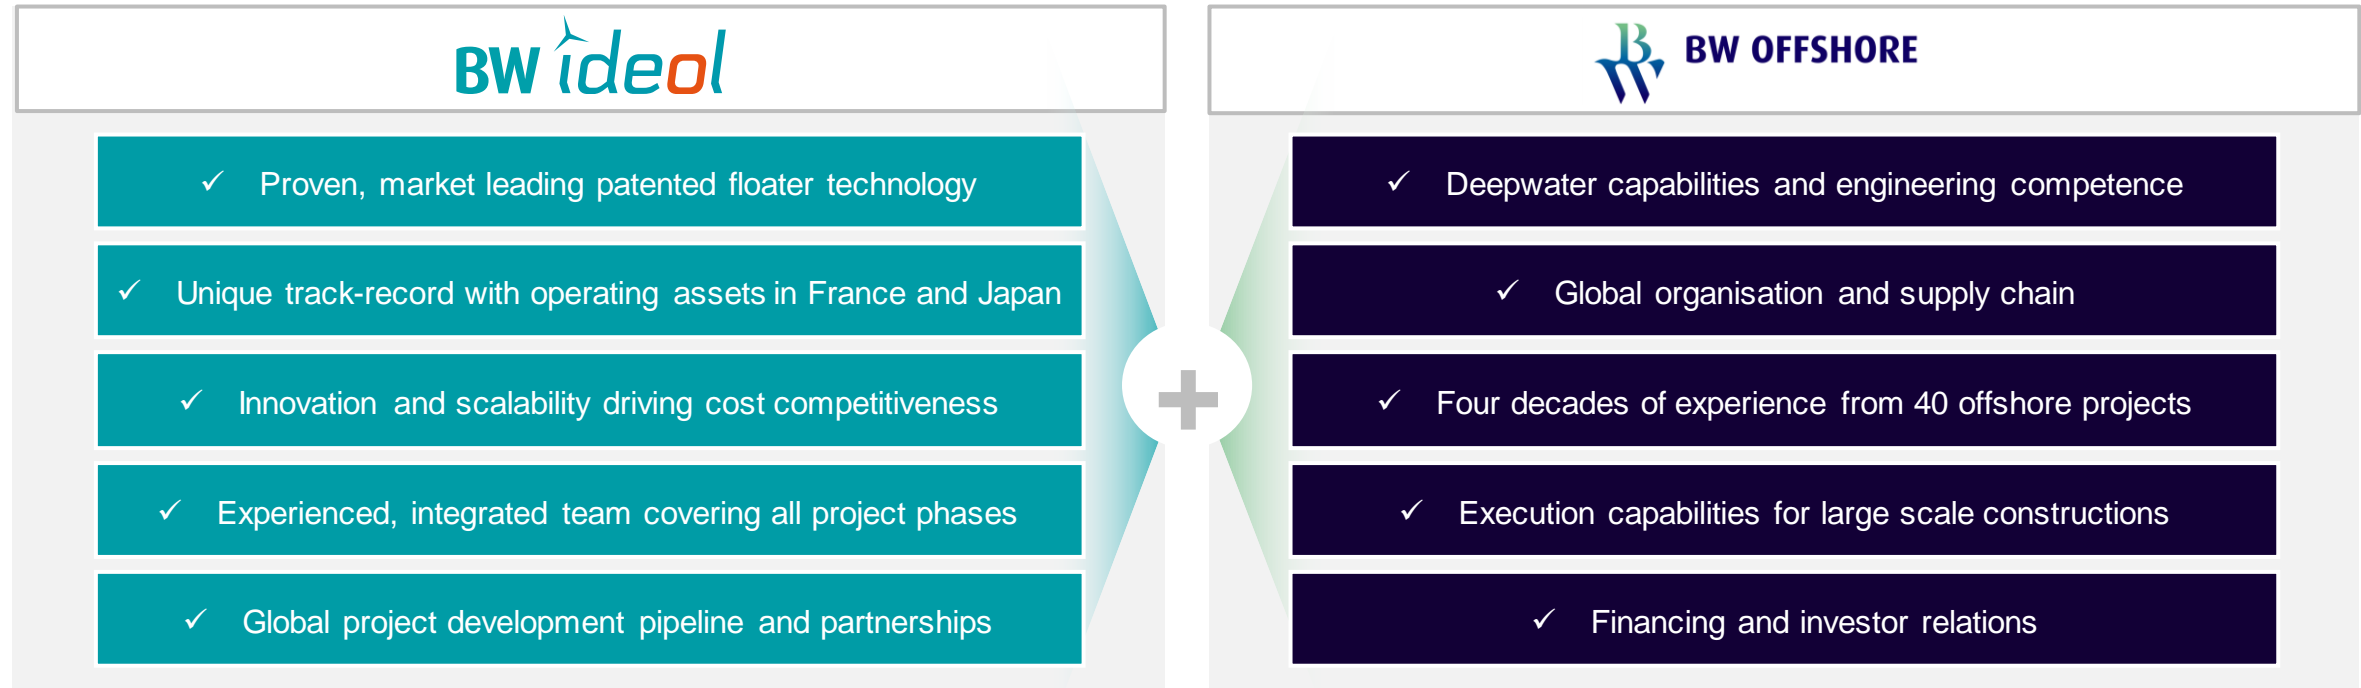 BW ideol
✓ Proven, market leading patented floater technology
✓ Unique track-record with operating assets in France and Japan
✓ Innovation and scalability driving cost competitiveness
✓ Experienced, integrated team covering all project phases
✓ Global project development pipeline and partnerships
+
BW BW OFFSHORE
✓ Deepwater capabilities and engineering competence
✓ Global organisation and supply chain
✓ Four decades of experience from 40 offshore projects
✓ Execution capabilities for large scale constructions
✓ Financing and investor relations